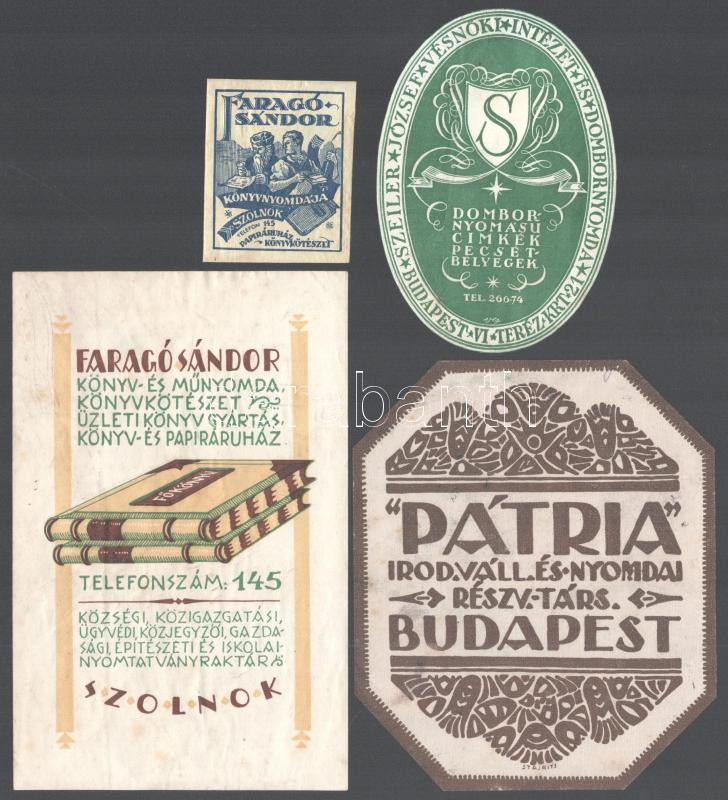 FARAGÓ
SÁNDOR
KÖNYVNYOMDÁJA
SZOLNOK
TELEFON 145
PAPIRÁRUHÁZ
KÖNYVKÖTÉSZET
SZEILER★JÓZSEF★VÉSNÖKI★INTÉZET★ÉS★DOMBORNYOMDA★BUDAPEST★VI★TERÉZ★KRT★21★
S
DOMBOR-
NYOMÁSÚ
CIMKÉK
PECSÉT-
BÉLYEGEK
TEL. 266-74
FARAGÓ SÁNDOR
KÖNYV- ÉS MŰNYOMDA,
KÖNYVKÖTÉSZET
ÜZLETI KÖNYV GYÁRTÁS,
KÖNYV- ÉS PAPIRÁRUHÁZ
FŐKÖNYV
TELEFONSZÁM: 145
KÖZSÉGI, KÖZIGAZGATÁSI,
ÜGYVÉDI, KÖZJEGYZŐI, GAZDA-
SÁGI, ÉPITÉSZETI ÉS ISKOLAI-
NYOMTATVÁNYRAKTÁR
S·Z·O·L·N·O·K
"PÁTRIA"
IROD. VÁLL. ÉS·NYOMDAI
RÉSZV.-TÁRS.
BUDAPEST
darabanth